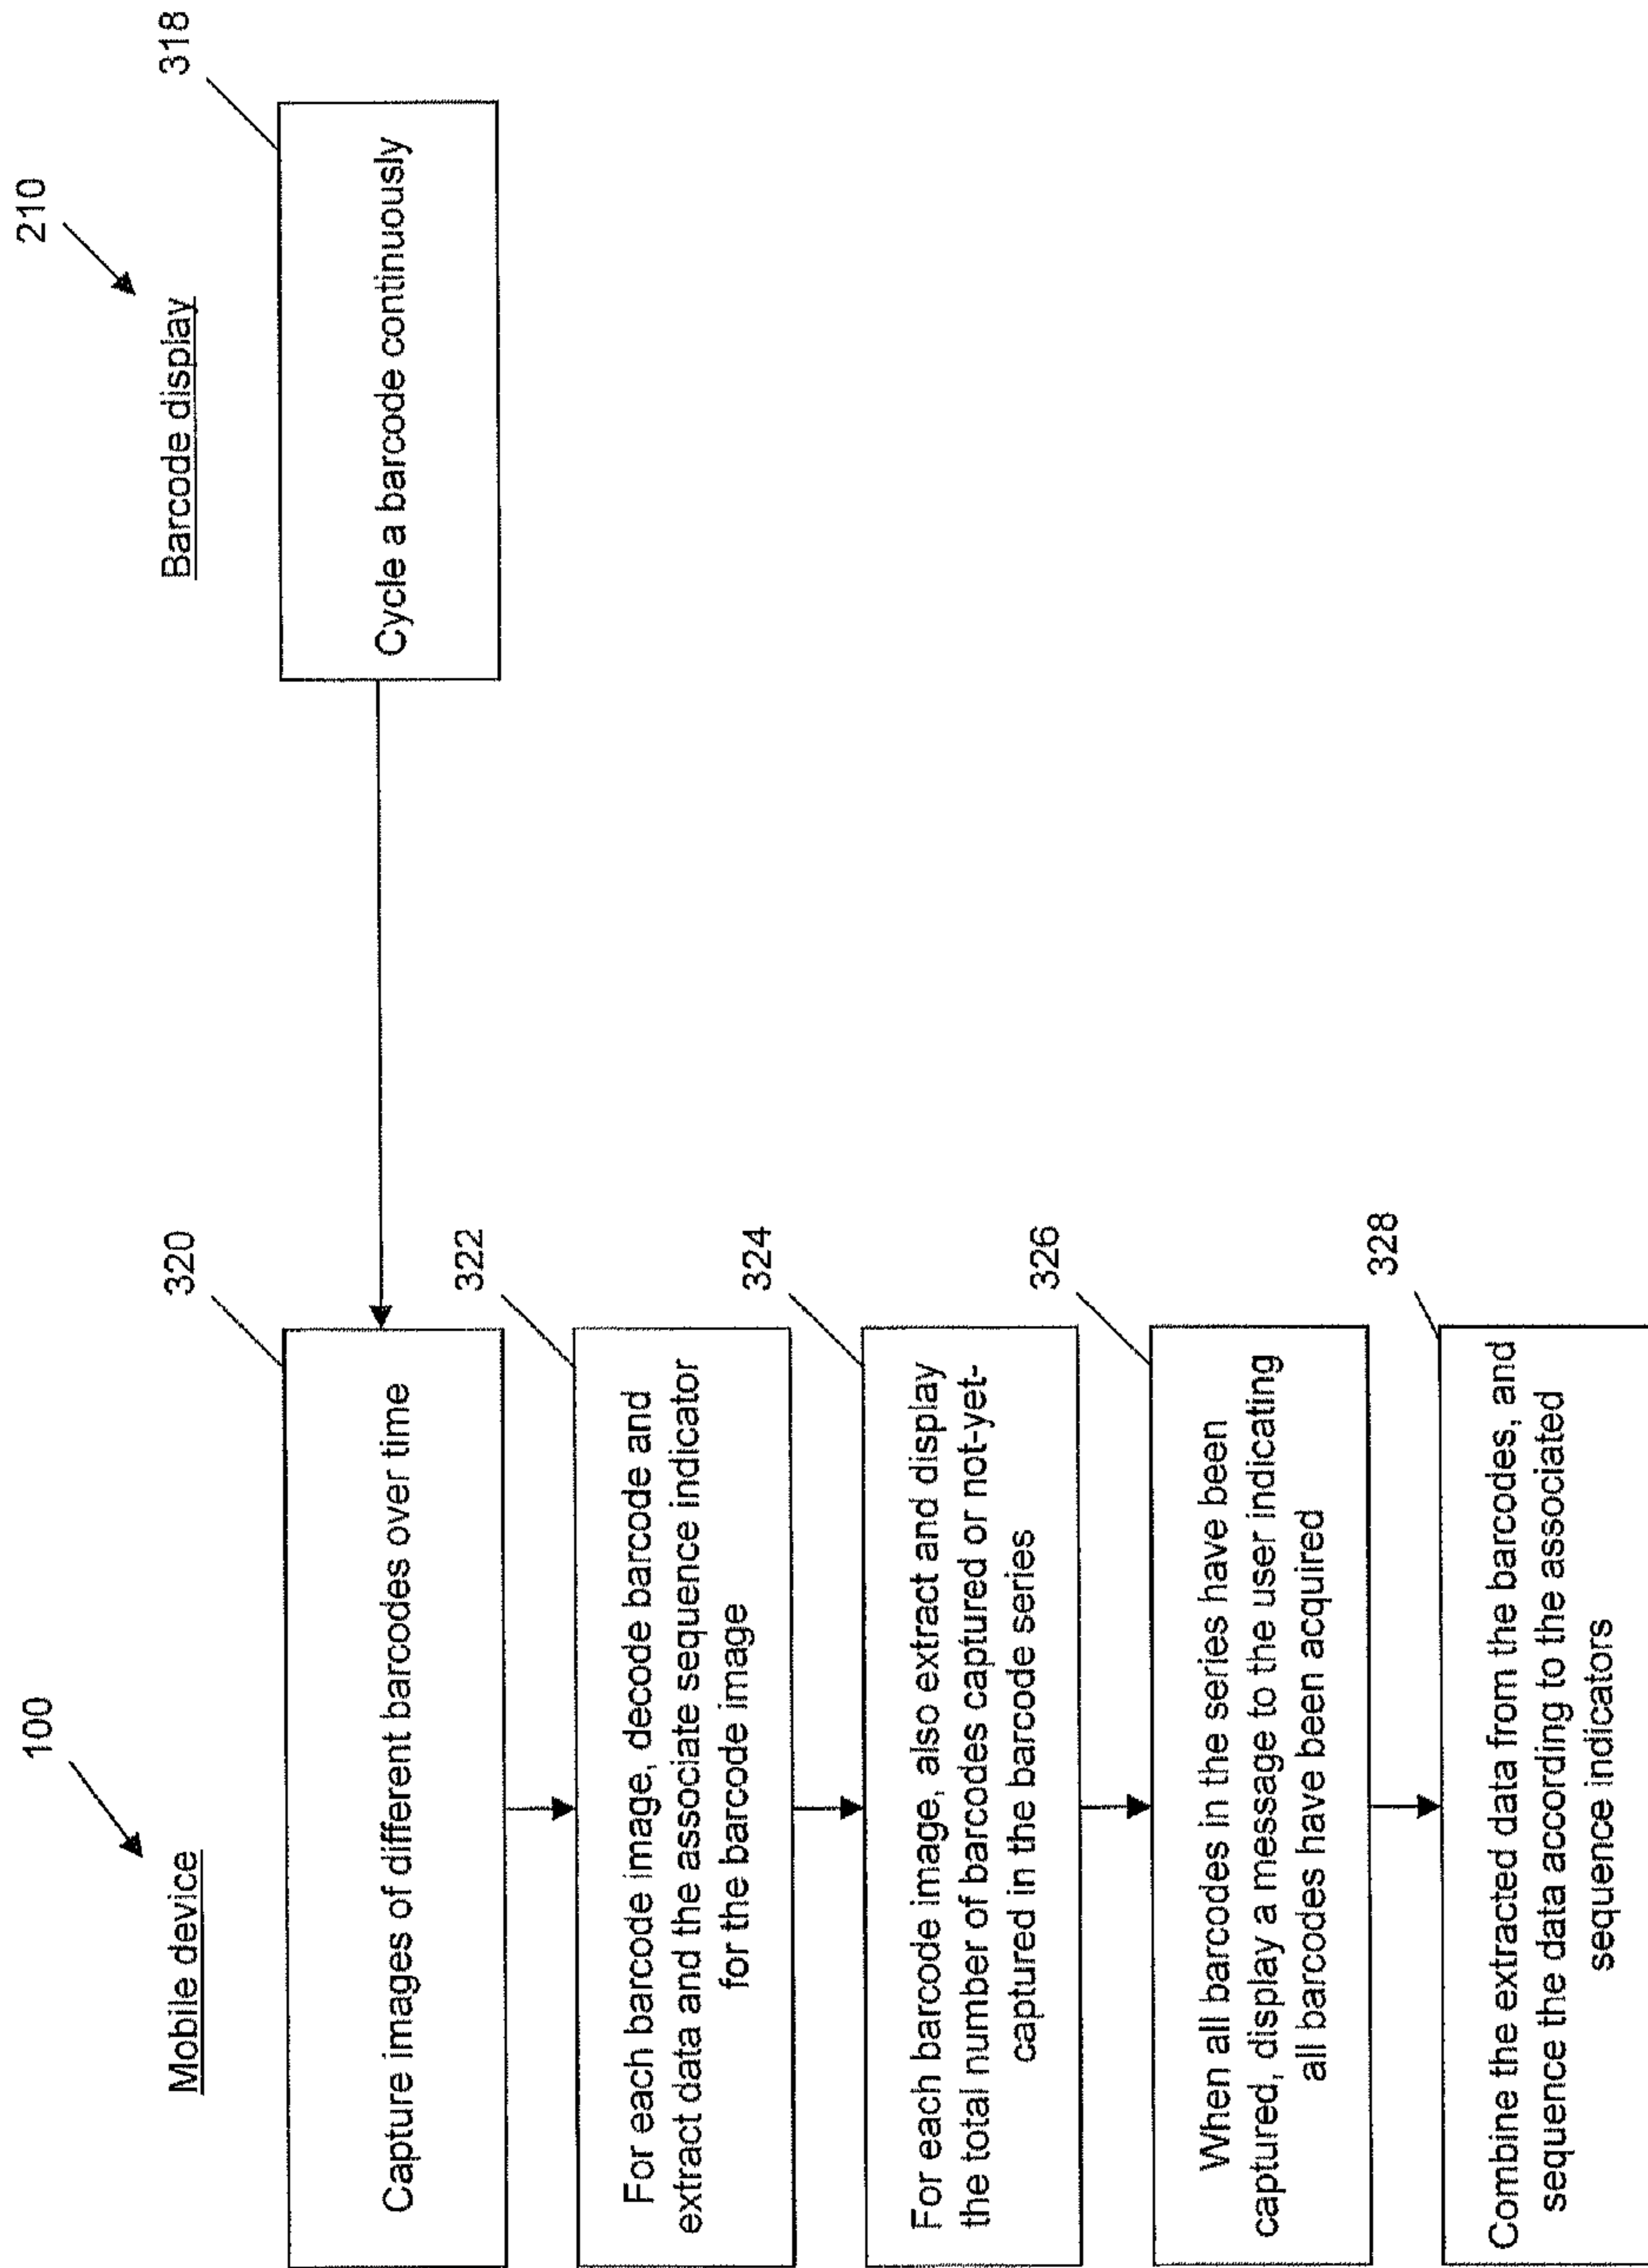 100
Mobile device
210
Barcode display
320
Capture images of different barcodes over time
318
Cycle a barcode continuously
322
For each barcode image, decode barcode and
extract data and the associate sequence indicator
for the barcode image
324
For each barcode image, also extract and display
the total number of barcodes captured or not-yet-
captured in the barcode series
326
When all barcodes in the series have been
captured, display a message to the user indicating
all barcodes have been acquired
328
Combine the extracted data from the barcodes, and
sequence the data according to the associated
sequence indicators